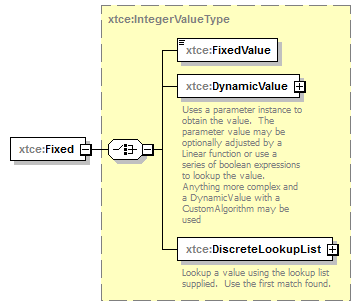 xtce:IntegerValueType
xtce:FixedValue
xtce:DynamicValue
Uses a parameter instance to
obtain the value.  The
parameter value may be
optionally adjusted by a
Linear function or use a
series of boolean expressions
to lookup the value.
Anything more complex and
a DynamicValue with a
CustomAlgorithm may be
used
xtce:Fixed
xtce:DiscreteLookupList
Lookup a value using the lookup list
supplied.  Use the first match found.